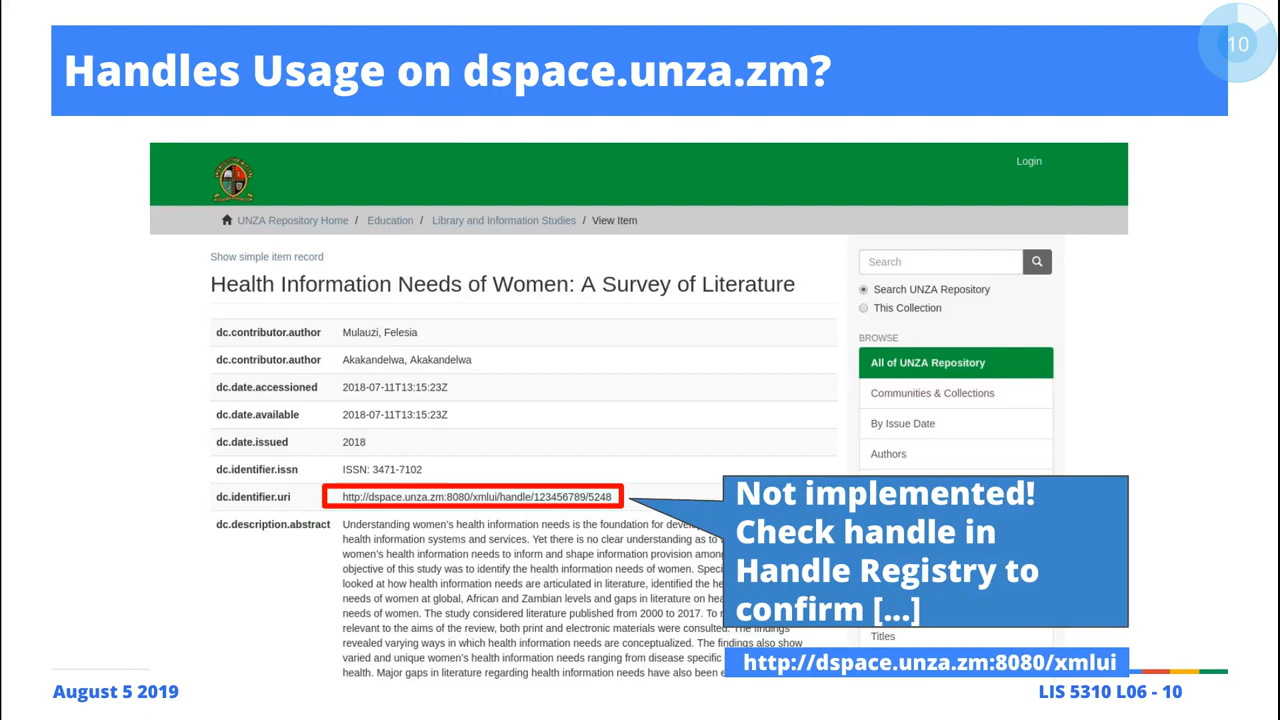 10
Handles Usage on dspace.unza.zm?
Login
UNZA Repository Home / Education / Library and Information Studies / View Item
Show simple item record
Search
Health Information Needs of Women: A Survey of Literature
Search UNZA Repository
This Collection
dc.contributor.author Mulauzi, Felesia
dc.contributor.author Akakandelwa, Akakandelwa
dc.date.accessioned 2018-07-11T13:15:23Z
dc.date.available 2018-07-11T13:15:23Z
dc.date.issued 2018
dc.identifier.issn ISSN: 3471-7102
dc.identifier.uri http://dspace.unza.zm:8080/xmlui/handle/123456789/5248
dc.description.abstract Understanding women's health information needs is the foundation for
health information systems and services. Yet there is no clear understanding as to
women's health information needs to inform and shape information provision
objective of this study was to identify the health information needs of women.
looked at how health information needs are articulated in literature, identified the
needs of women at global, African and Zambian levels and gaps in literature on
needs of women. The study considered literature published from 2000 to 2017. To
relevant to the aims of the review, both print and electronic materials were consulted. The findings
revealed varying ways in which health information needs are conceptualized. The findings also show
varied and unique women's health information needs ranging from disease specific
health. Major gaps in literature regarding health information needs have also been
BROWSE
All of UNZA Repository
Communities & Collections
By Issue Date
Authors
Titles
Not implemented!
Check handle in
Handle Registry to
confirm [...]
http://dspace.unza.zm:8080/xmlui
August 5 2019
LIS 5310 L06 - 10